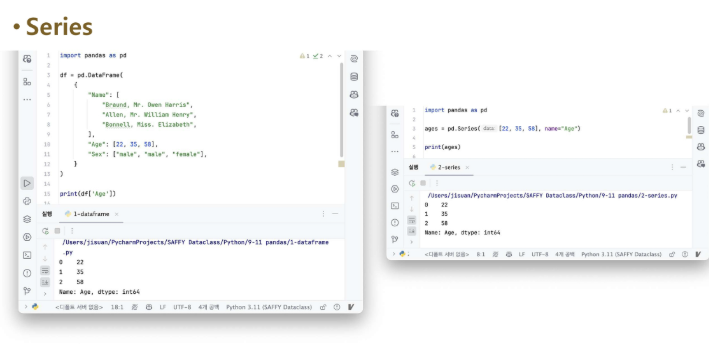 • Series
1 import pandas as pd
2
3 df = pd.DataFrame(
4 {
5 "Name": [
6 "Braund, Mr. Owen Harris",
7 "Allen, Mr. William Henry",
8 "Bonnell, Miss. Elizabeth",
9 ],
10 "Age": [22, 35, 58],
11 "Sex": ["male", "male", "female"],
12 }
13 )
14
15 print(df['Age'])
1 2
실행 1-dataframe ×
/Users/jisuan/PycharmProjects/SAFFY Dataclass/Python/9-11 pandas/1-dataframe
.py
0 22
1 35
2 58
Name: Age, dtype: int64
<디폴트 서버 없음> 18:1 LF UTF-8 4개 공백 Python 3.11 (SAFFY Dataclass)
1 import pandas as pd
2
3 ages = pd.Series( data: [22, 35, 58], name="Age")
4
5 print(ages)
6
1
실행 2-series ×
/Users/jisuan/PycharmProjects/SAFFY Dataclass/Python/9-11 pandas/2-series.py
0 22
1 35
2 58
Name: Age, dtype: int64
<디폴트 서버 없음> 6:1 LF UTF-8 4개 공백 Python 3.11 (SAFFY Dataclass)